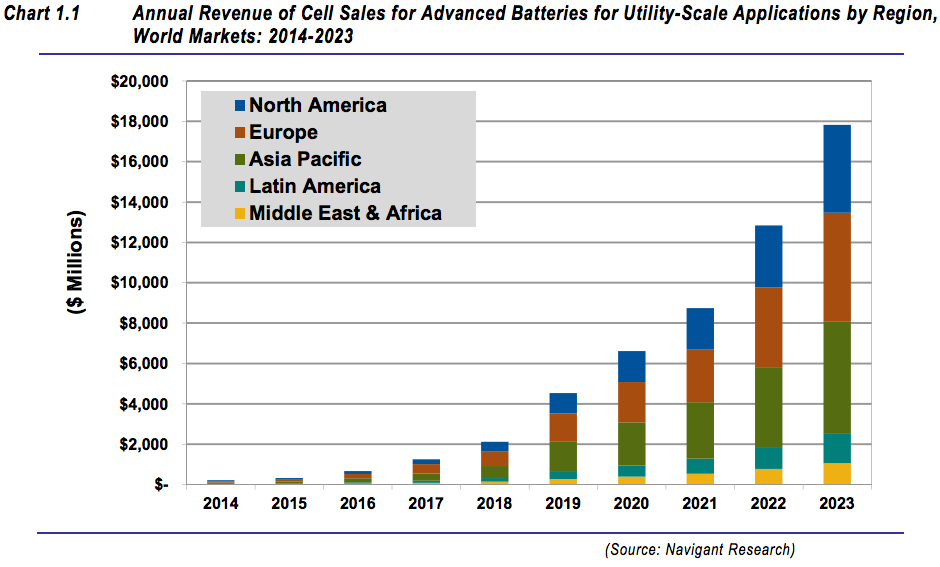 Chart 1.1
Annual Revenue of Cell Sales for Advanced Batteries for Utility-Scale Applications by Region,
World Markets: 2014-2023
$20,000
$18,000
$16,000
$14,000
$12,000
$10,000
$8,000
$6,000
$4,000
$2,000
$-
($ Millions)
North America
Europe
Asia Pacific
Latin America
Middle East & Africa
2014 2015 2016 2017 2018 2019 2020 2021 2022 2023
(Source: Navigant Research)